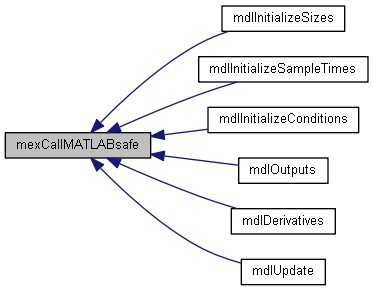 mdlInitializeSizes
mdlInitializeSampleTimes
mdlInitializeConditions
mexCallMATLABsafe
mdlOutputs
mdlDerivatives
mdlUpdate